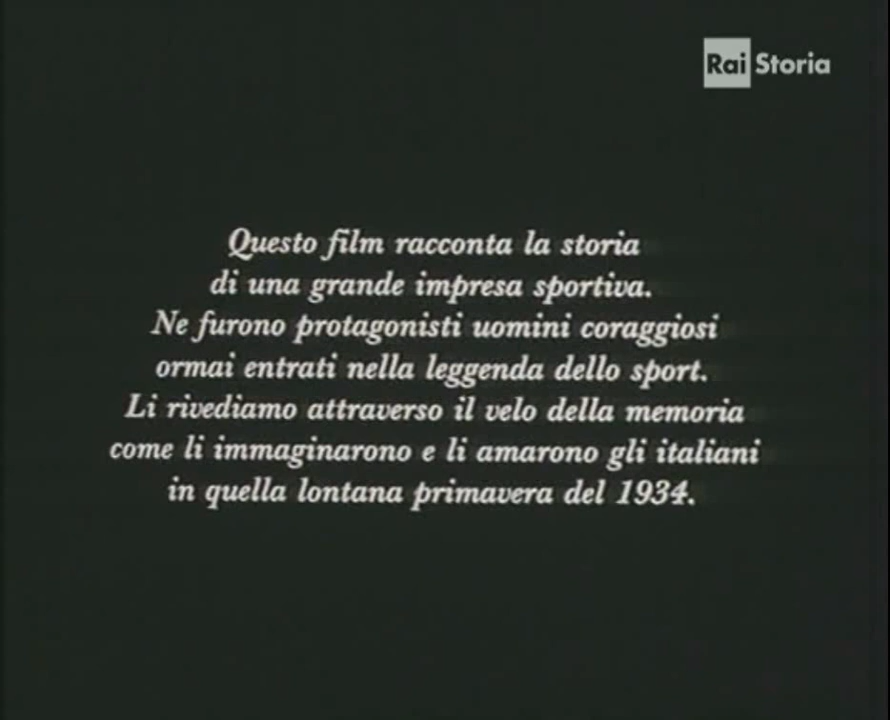 Rai Storia
Questo film racconta la storia
di una grande impresa sportiva.
Ne furono protagonisti uomini coraggiosi
ormai entrati nella leggenda dello sport.
Li rivediamo attraverso il velo della memoria
come li immaginarono e li amarono gli italiani
in quella lontana primavera del 1934.